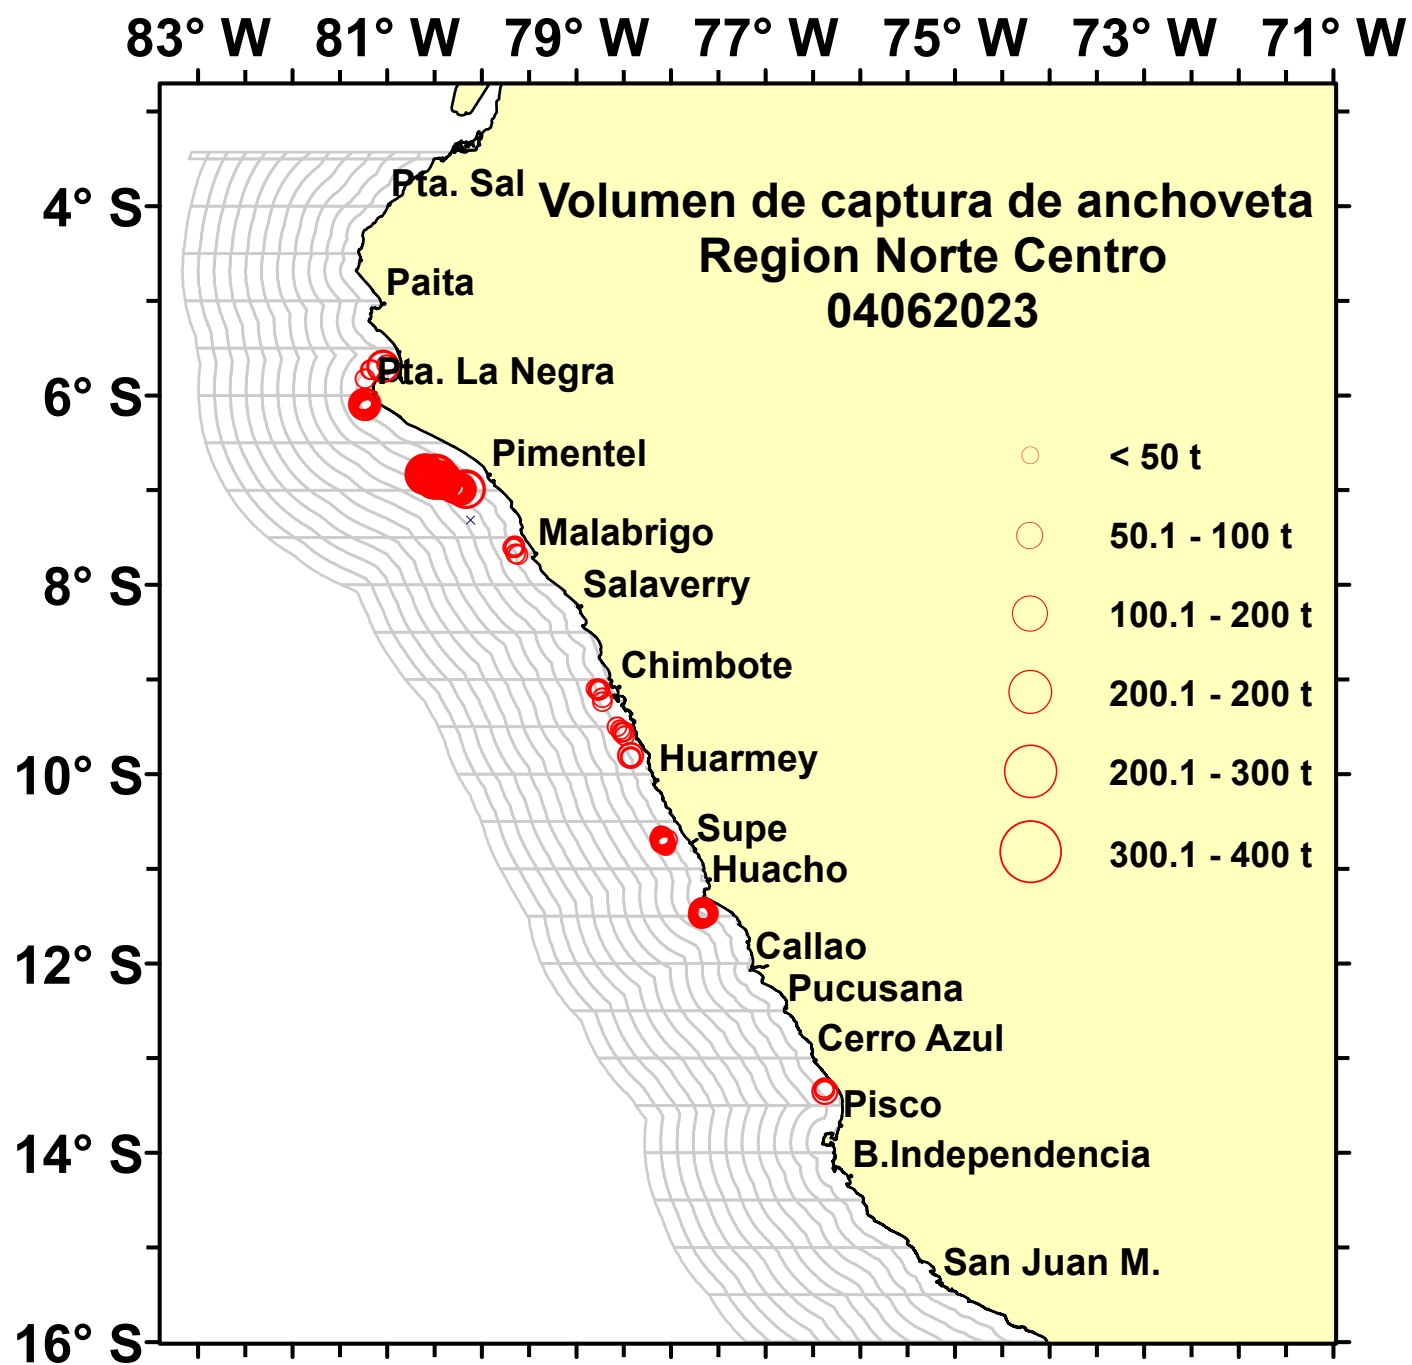 83° W 81° W 79° W 77° W 75° W 73° W 71° W
4° S
6° S
8° S
10° S
12° S
14° S
16° S
Volumen de captura de anchoveta
Region Norte Centro
04062023
Pta. Sal
Paita
Pta. La Negra
Pimentel
Malabrigo
Salaverry
Chimbote
Huarmey
Supe
Huacho
Callao
Pucusana
Cerro Azul
Pisco
B.Independencia
San Juan M.
< 50 t
50.1 - 100 t
100.1 - 200 t
200.1 - 200 t
200.1 - 300 t
300.1 - 400 t